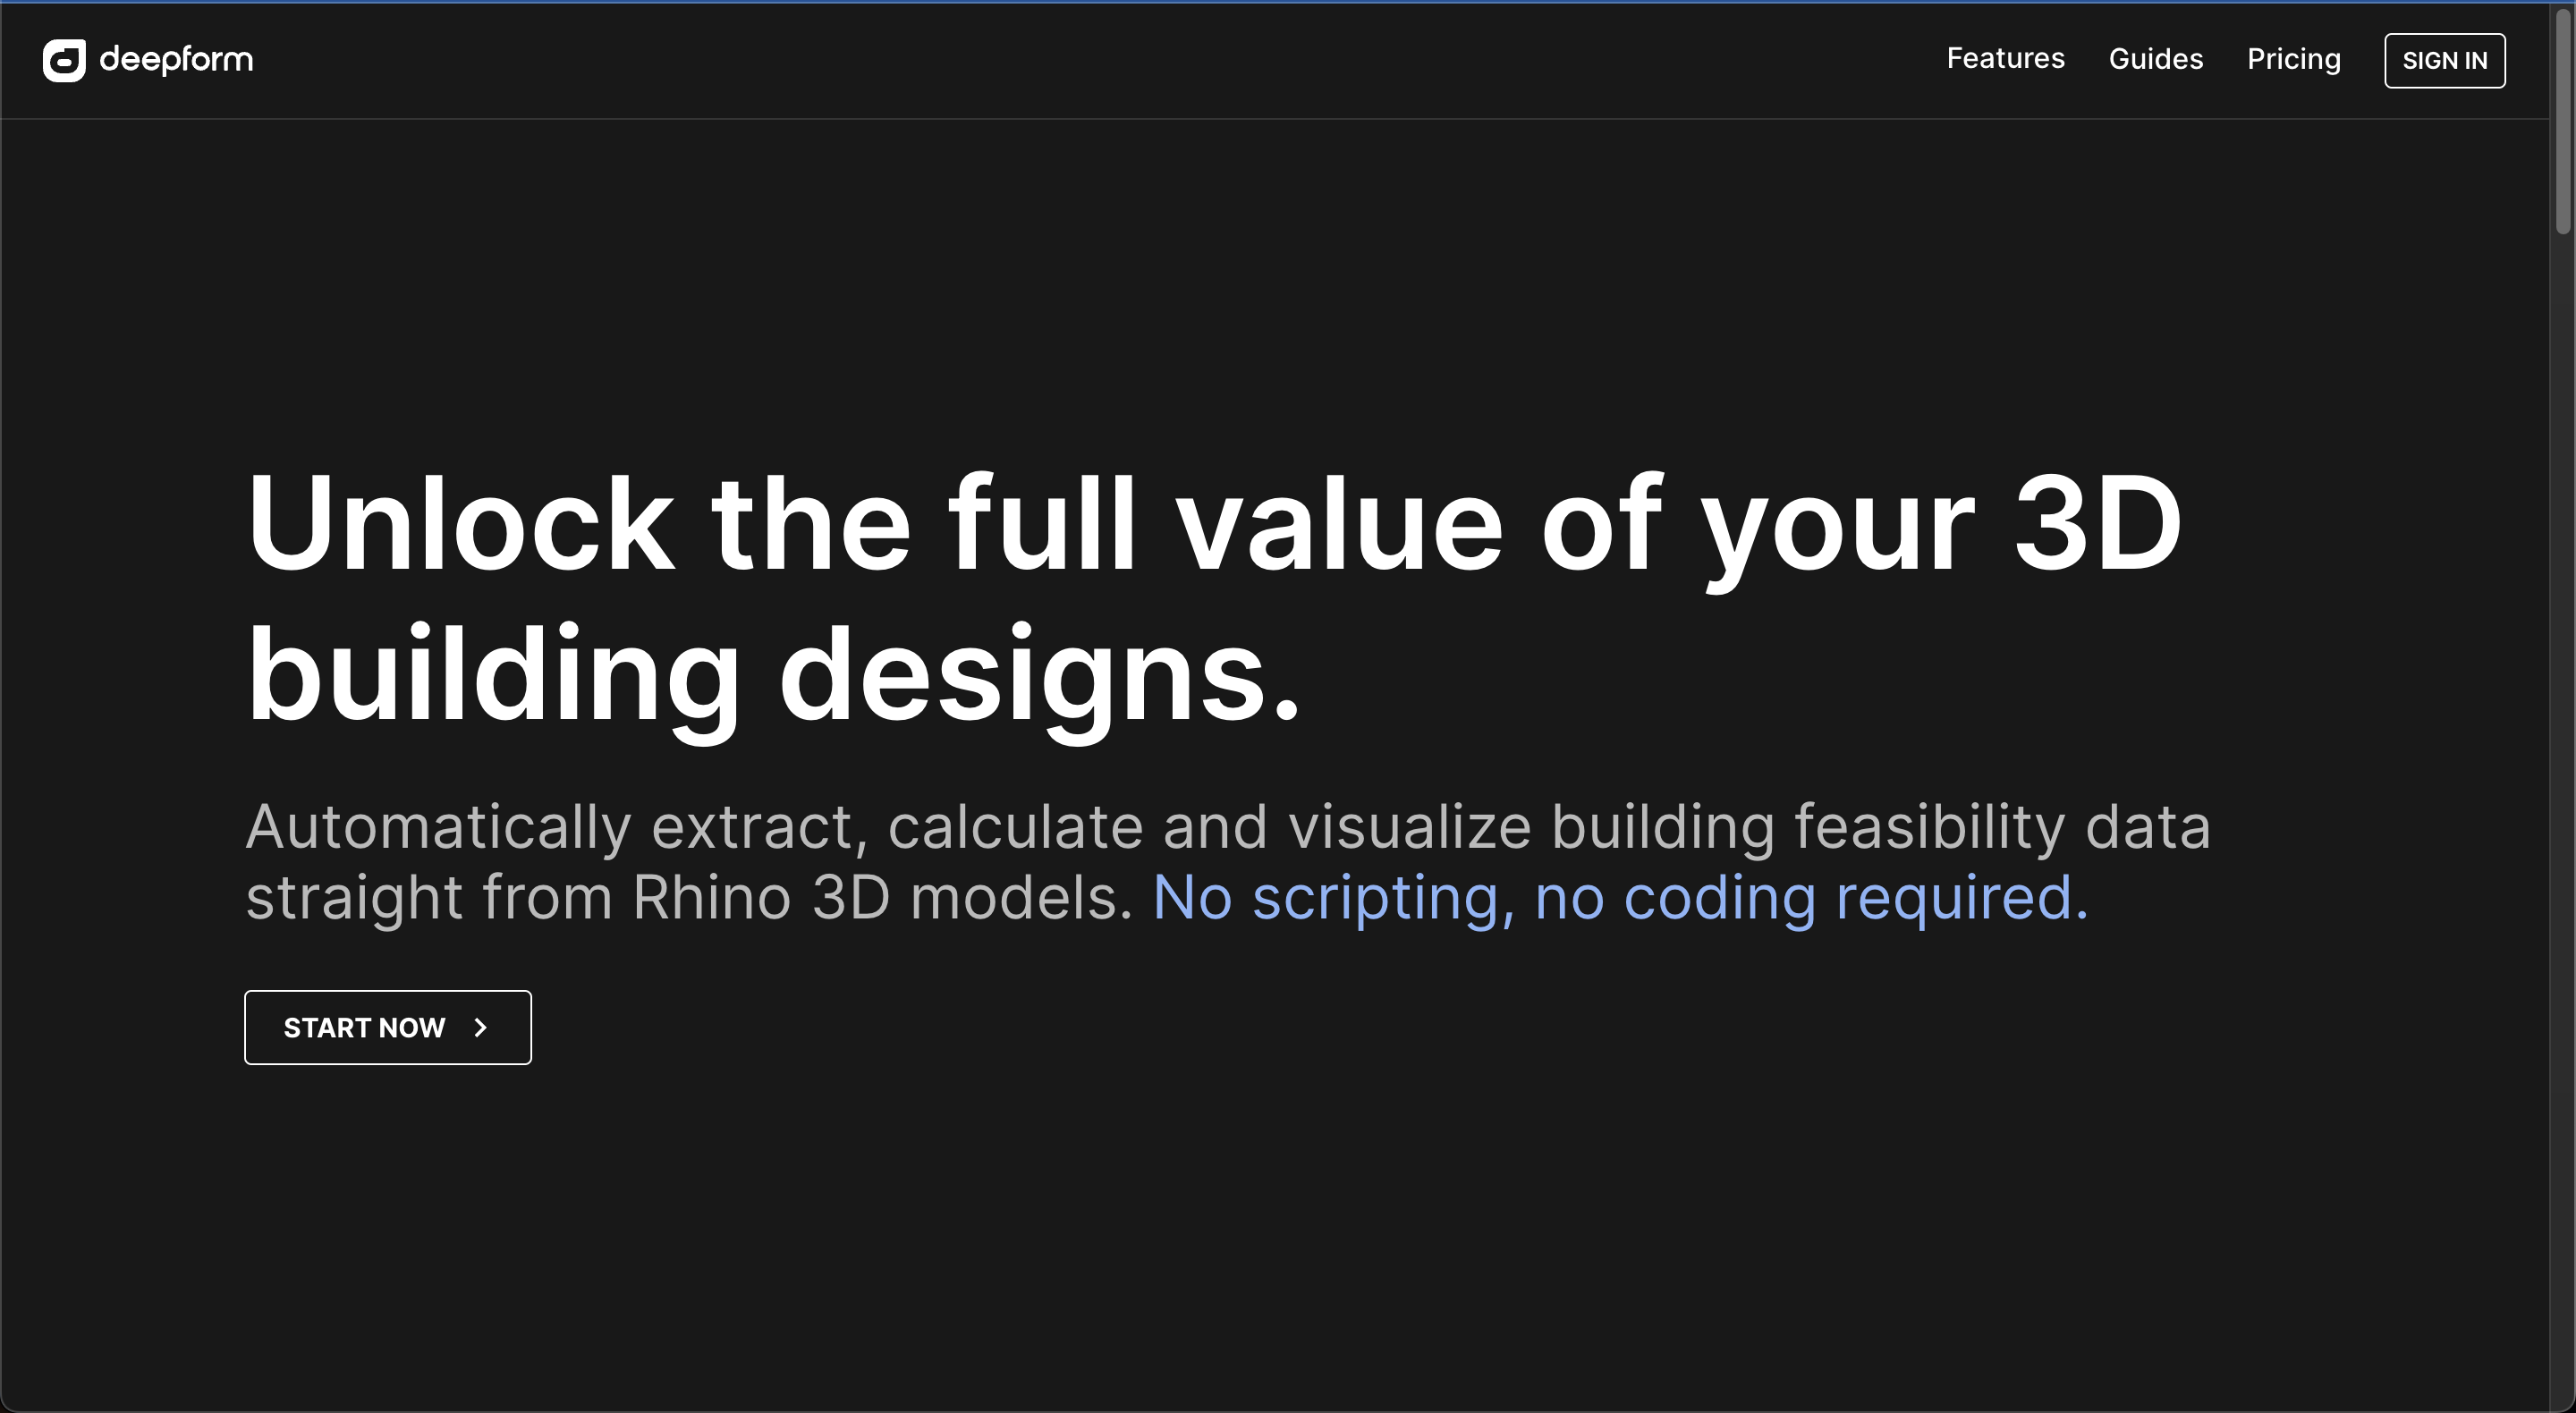 deepform
Features
Guides
Pricing
SIGN IN
Unlock the full value of your 3D
building designs.
Automatically extract, calculate and visualize building feasibility data
straight from Rhino 3D models. No scripting, no coding required.
START NOW